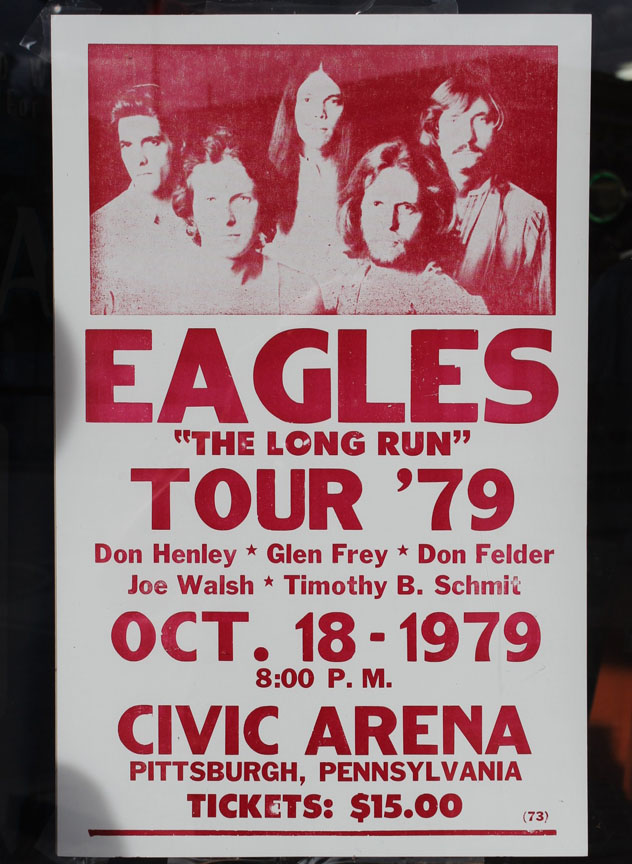 EAGLES
"THE LONG RUN"
TOUR '79
Don Henley ★ Glen Frey ★ Don Felder
Joe Walsh ★ Timothy B. Schmit
OCT. 18 - 1979
8:00 P. M.
CIVIC ARENA
PITTSBURGH, PENNSYLVANIA
TICKETS: $15.00
(73)